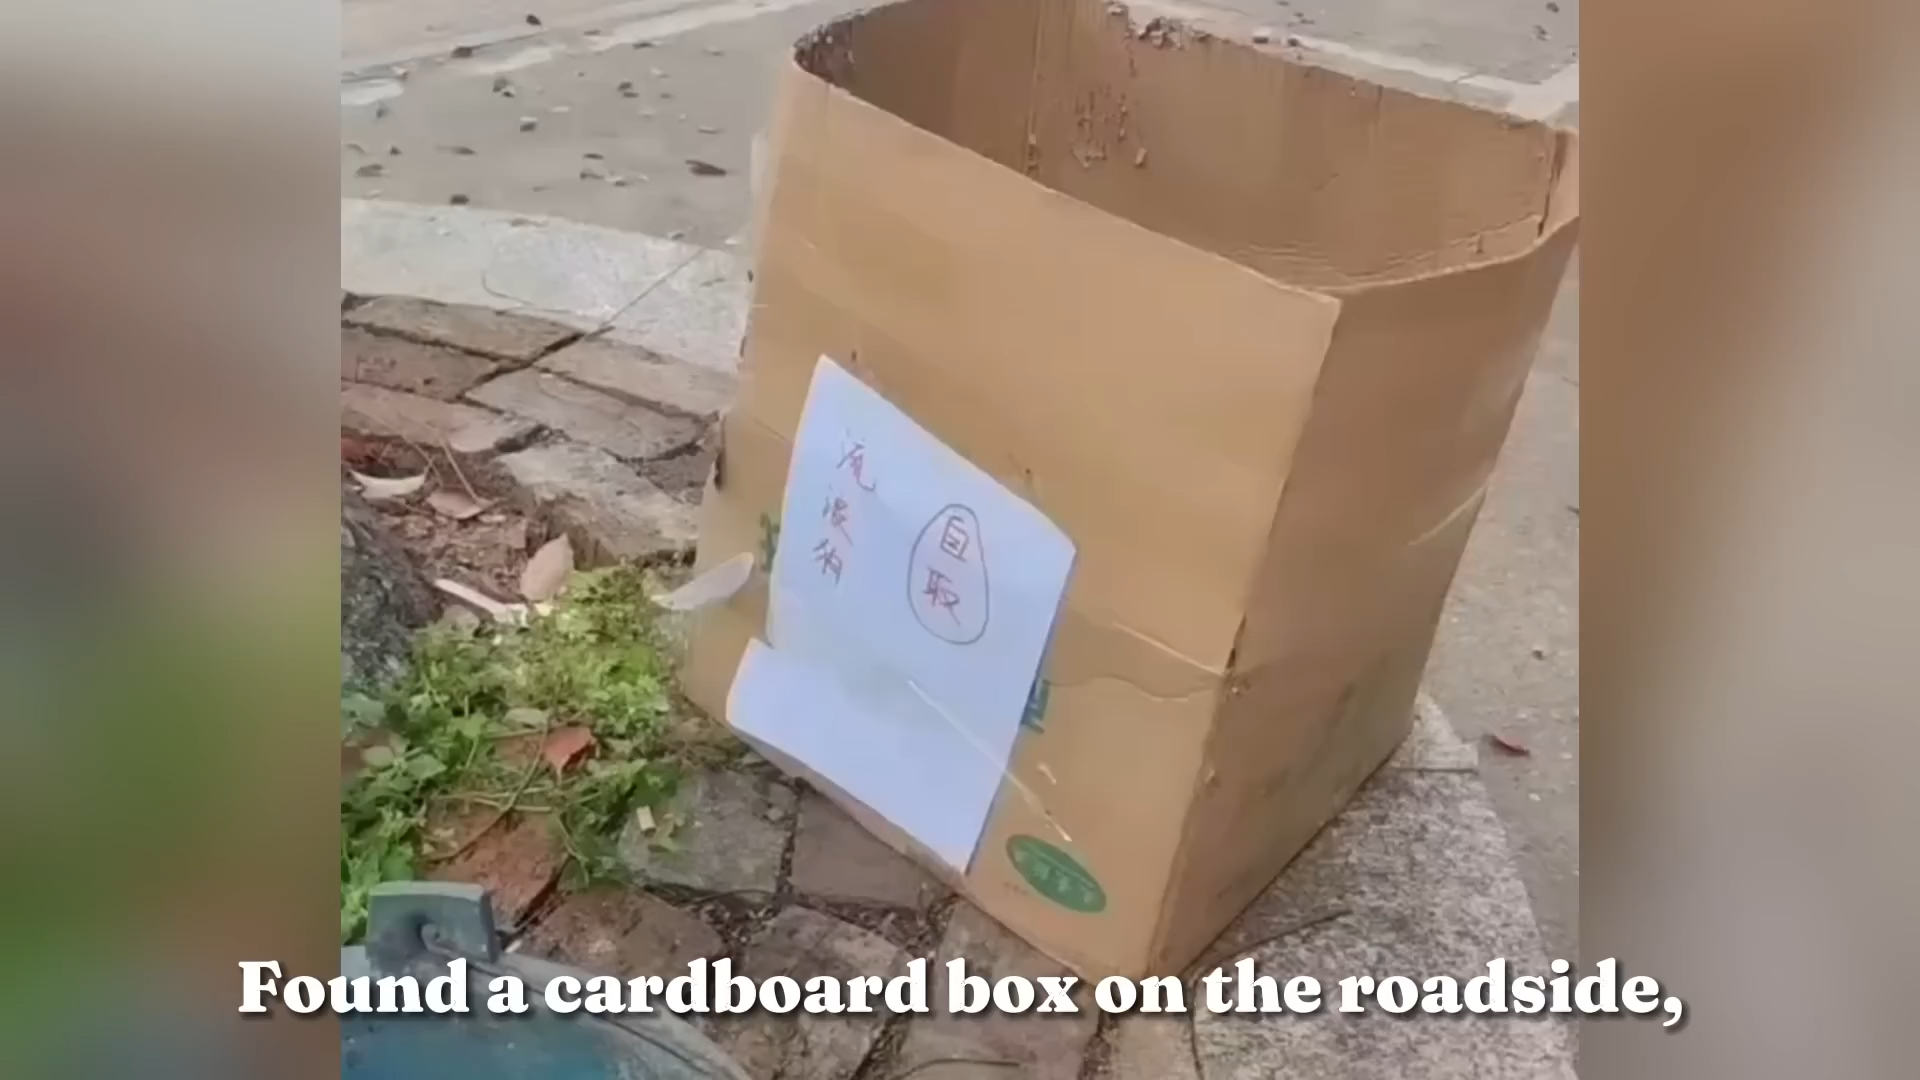 流
浪
狗
自
取
Found a cardboard box on the roadside,